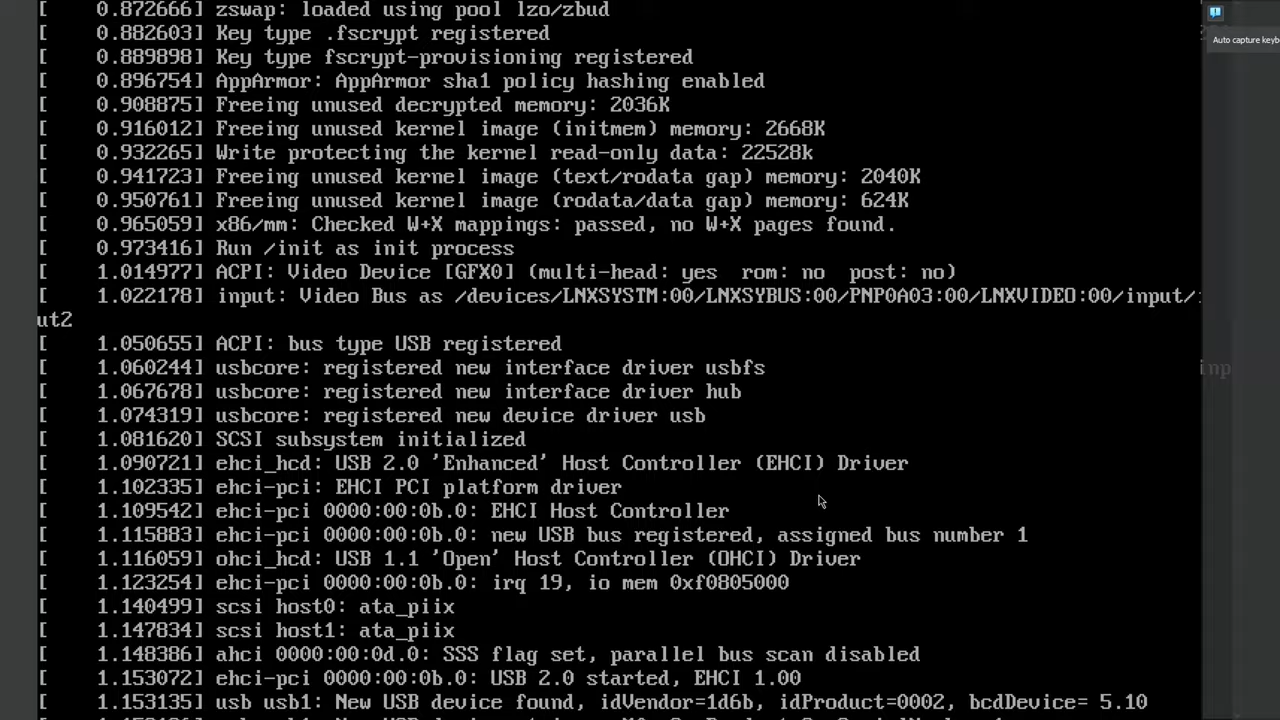 [    0.872666] zswap: loaded using pool lzo/zbud
[    0.882603] Key type .fscrypt registered
[    0.889898] Key type fscrypt-provisioning registered
[    0.896754] AppArmor: AppArmor sha1 policy hashing enabled
[    0.908875] Freeing unused decrypted memory: 2036K
[    0.916012] Freeing unused kernel image (initmem) memory: 2668K
[    0.932265] Write protecting the kernel read-only data: 22528k
[    0.941723] Freeing unused kernel image (text/rodata gap) memory: 2040K
[    0.950761] Freeing unused kernel image (rodata/data gap) memory: 624K
[    0.965059] x86/mm: Checked W+X mappings: passed, no W+X pages found.
[    0.973416] Run /init as init process
[    1.014977] ACPI: Video Device [GFX0] (multi-head: yes  rom: no  post: no)
[    1.022178] input: Video Bus as /devices/LNXSYSTM:00/LNXSYBUS:00/PNP0A03:00/LNXVIDEO:00/input/
ut2
[    1.050655] ACPI: bus type USB registered
[    1.060244] usbcore: registered new interface driver usbfs
[    1.067678] usbcore: registered new interface driver hub
[    1.074319] usbcore: registered new device driver usb
[    1.081620] SCSI subsystem initialized
[    1.090721] ehci_hcd: USB 2.0 'Enhanced' Host Controller (EHCI) Driver
[    1.102335] ehci-pci: EHCI PCI platform driver
[    1.109542] ehci-pci 0000:00:0b.0: EHCI Host Controller
[    1.115883] ehci-pci 0000:00:0b.0: new USB bus registered, assigned bus number 1
[    1.116059] ohci_hcd: USB 1.1 'Open' Host Controller (OHCI) Driver
[    1.123254] ehci-pci 0000:00:0b.0: irq 19, io mem 0xf0805000
[    1.140499] scsi host0: ata_piix
[    1.147834] scsi host1: ata_piix
[    1.148386] ahci 0000:00:0d.0: SSS flag set, parallel bus scan disabled
[    1.153072] ehci-pci 0000:00:0b.0: USB 2.0 started, EHCI 1.00
[    1.153135] usb usb1: New USB device found, idVendor=1d6b, idProduct=0002, bcdDevice= 5.10
Auto capture keyb
inp